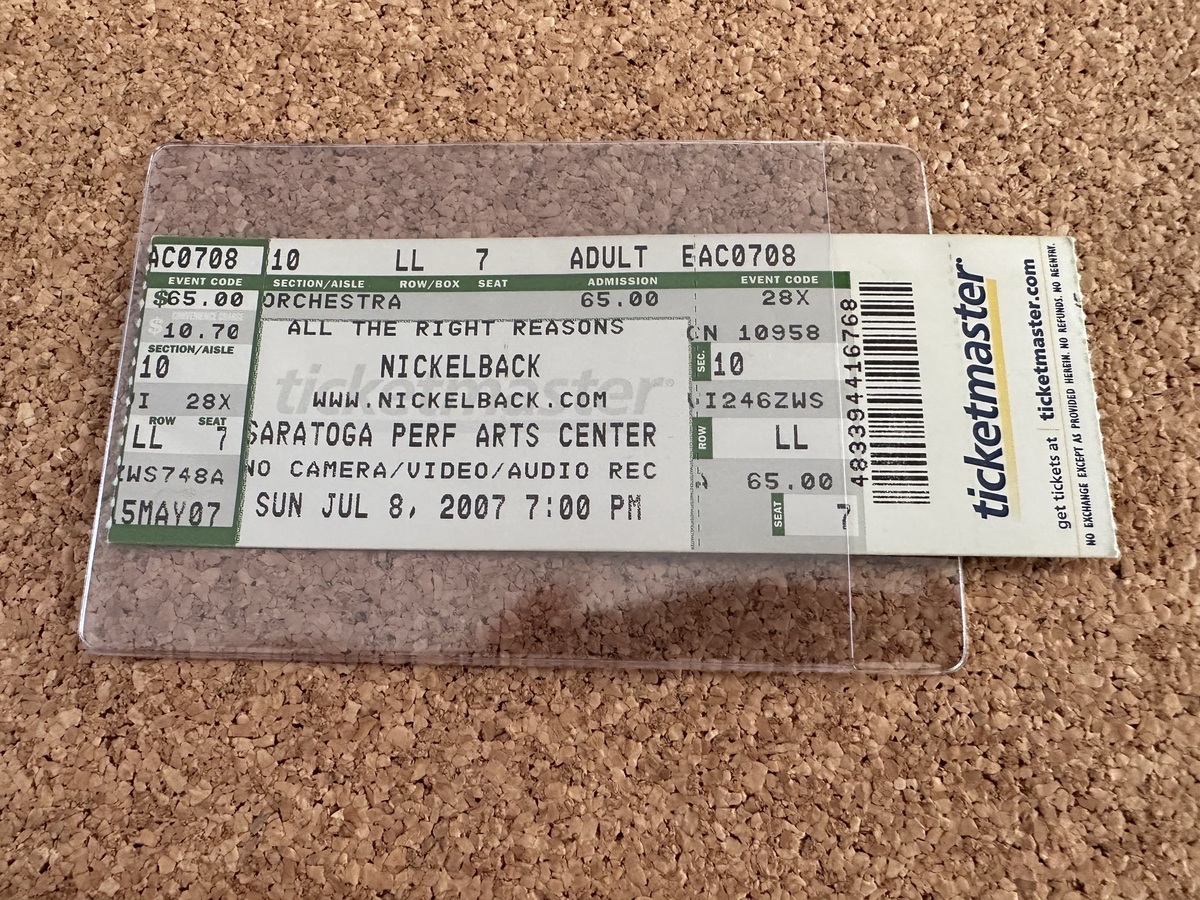 AC0708 10 LL 7 ADULT EAC0708
EVENT CODE SECTION/AISLE ROW/BOX SEAT ADMISSION EVENT CODE
$65.00 ORCHESTRA 65.00 28X
CONVENIENCE CHARGE
$10.70 ALL THE RIGHT REASONS CN 10958
SECTION/AISLE
10 NICKELBACK SEC. 10
ticketmaster®
I 28X WWW.NICKELBACK.COM I246ZWS
ROW SEAT
LL 7 SARATOGA PERF ARTS CENTER ROW LL
ZWS748A NO CAMERA/VIDEO/AUDIO REC 65.00
5MAY07 SUN JUL 8, 2007 7:00 PM SEAT 7
483394416768
ticketmaster®
get tickets at ticketmaster.com
NO EXCHANGE EXCEPT AS PROVIDED HEREIN. NO REFUNDS. NO REENTRY.